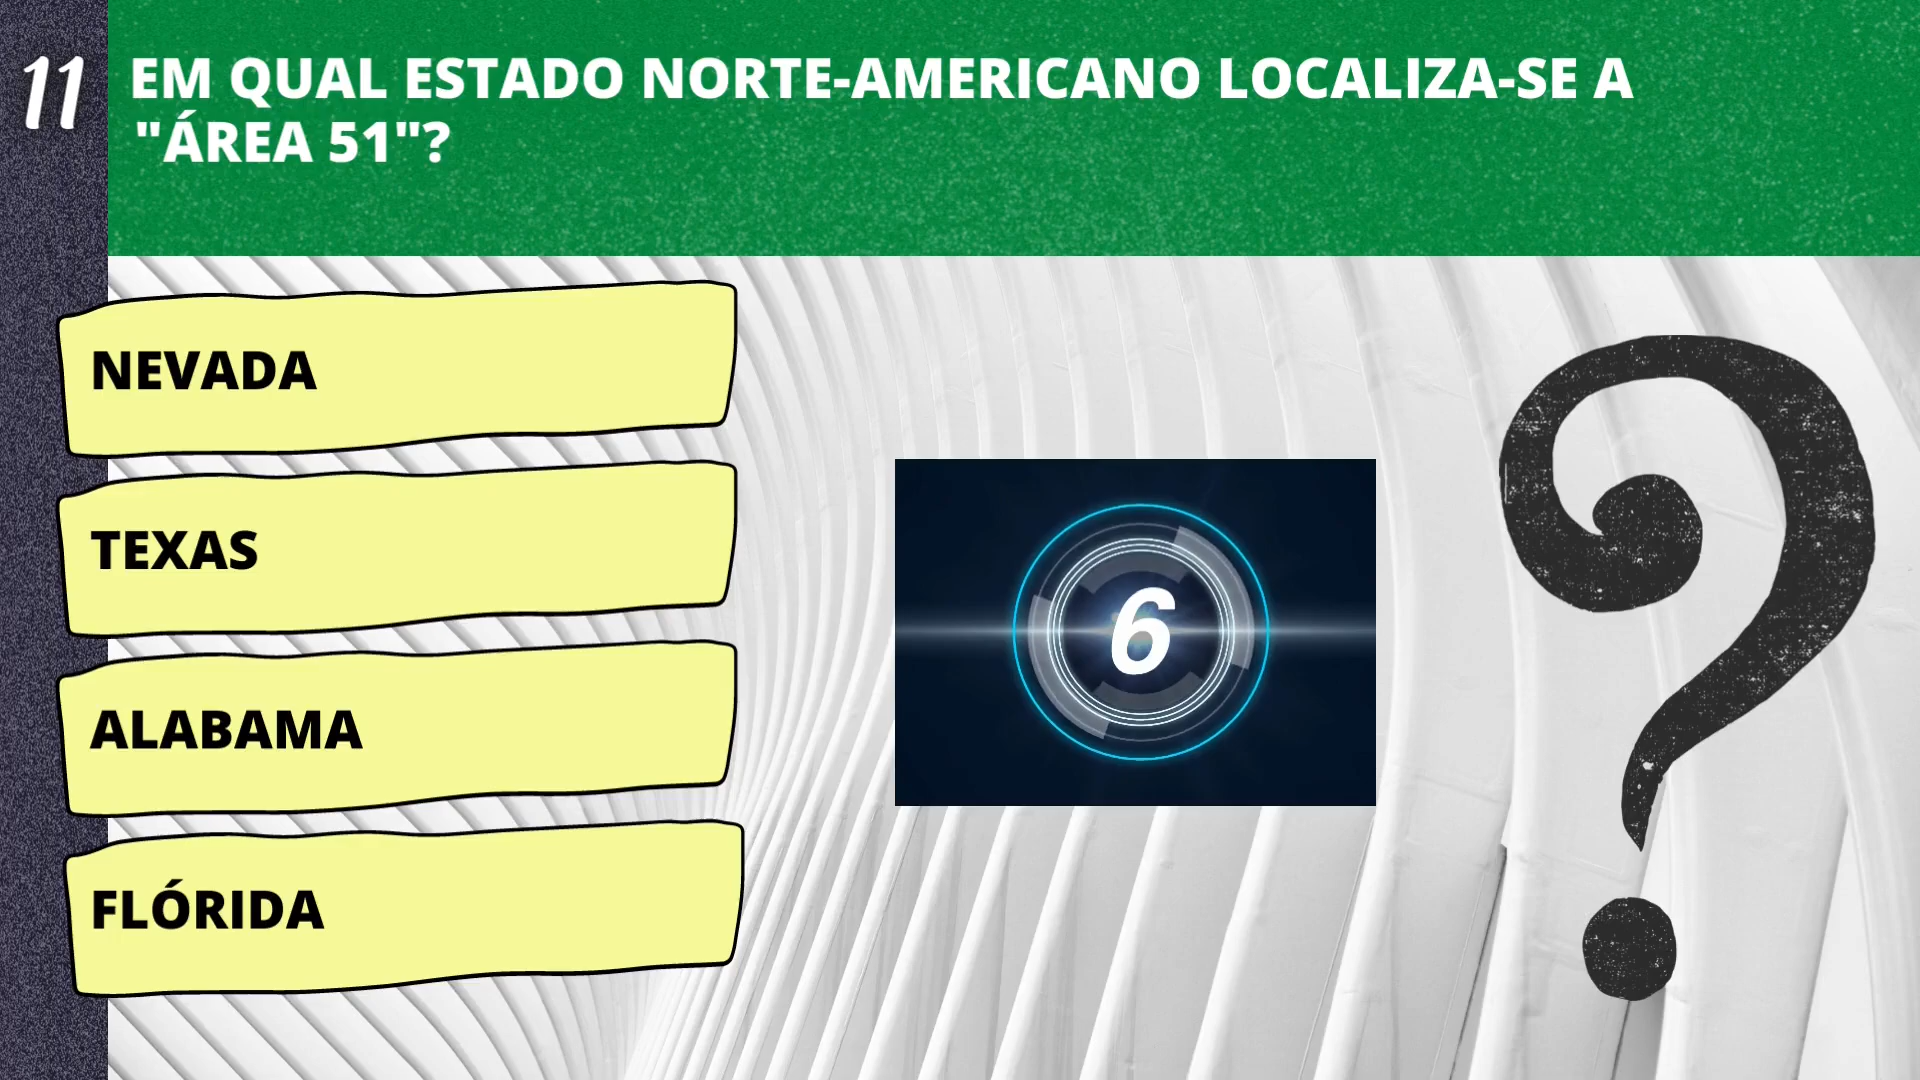 11
EM QUAL ESTADO NORTE-AMERICANO LOCALIZA-SE A
"ÁREA 51"?
NEVADA
TEXAS
6
ALABAMA
FLÓRIDA
?